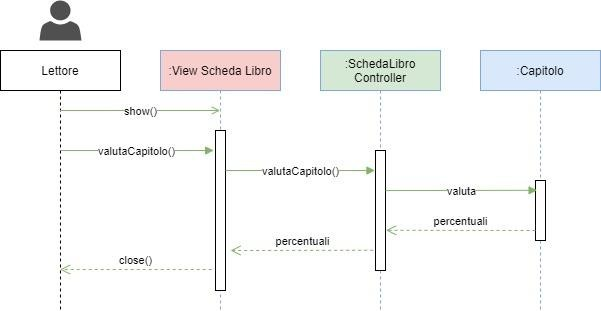 Lettore
:View Scheda Libro
:SchedaLibro
Controller
:Capitolo
show()
valutaCapitolo()
valutaCapitolo()
valuta
percentuali
percentuali
close()